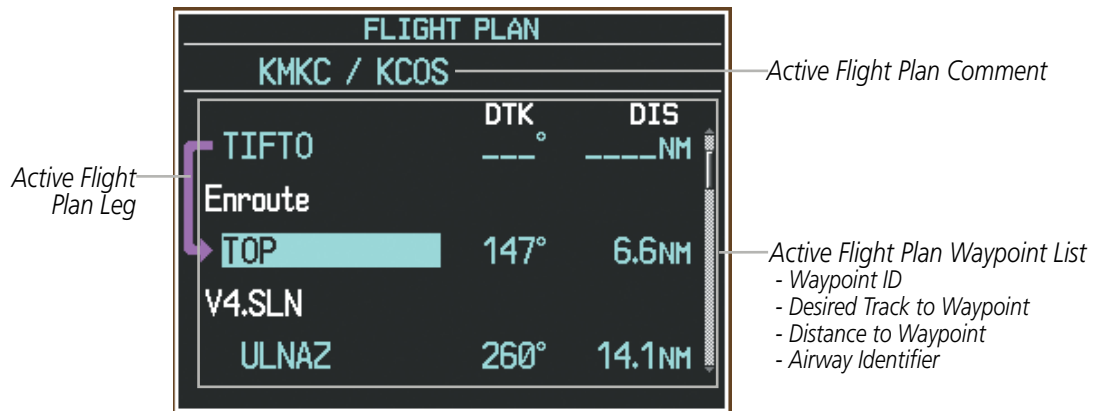 FLIGHT PLAN
KMKC / KCOS
Active Flight Plan Comment
DTK DIS
TIFTO ___° ____NM
Active Flight
Plan Leg
Enroute
TOP 147° 6.6NM
Active Flight Plan Waypoint List
- Waypoint ID
- Desired Track to Waypoint
- Distance to Waypoint
- Airway Identifier
V4.SLN
ULNAZ 260° 14.1NM